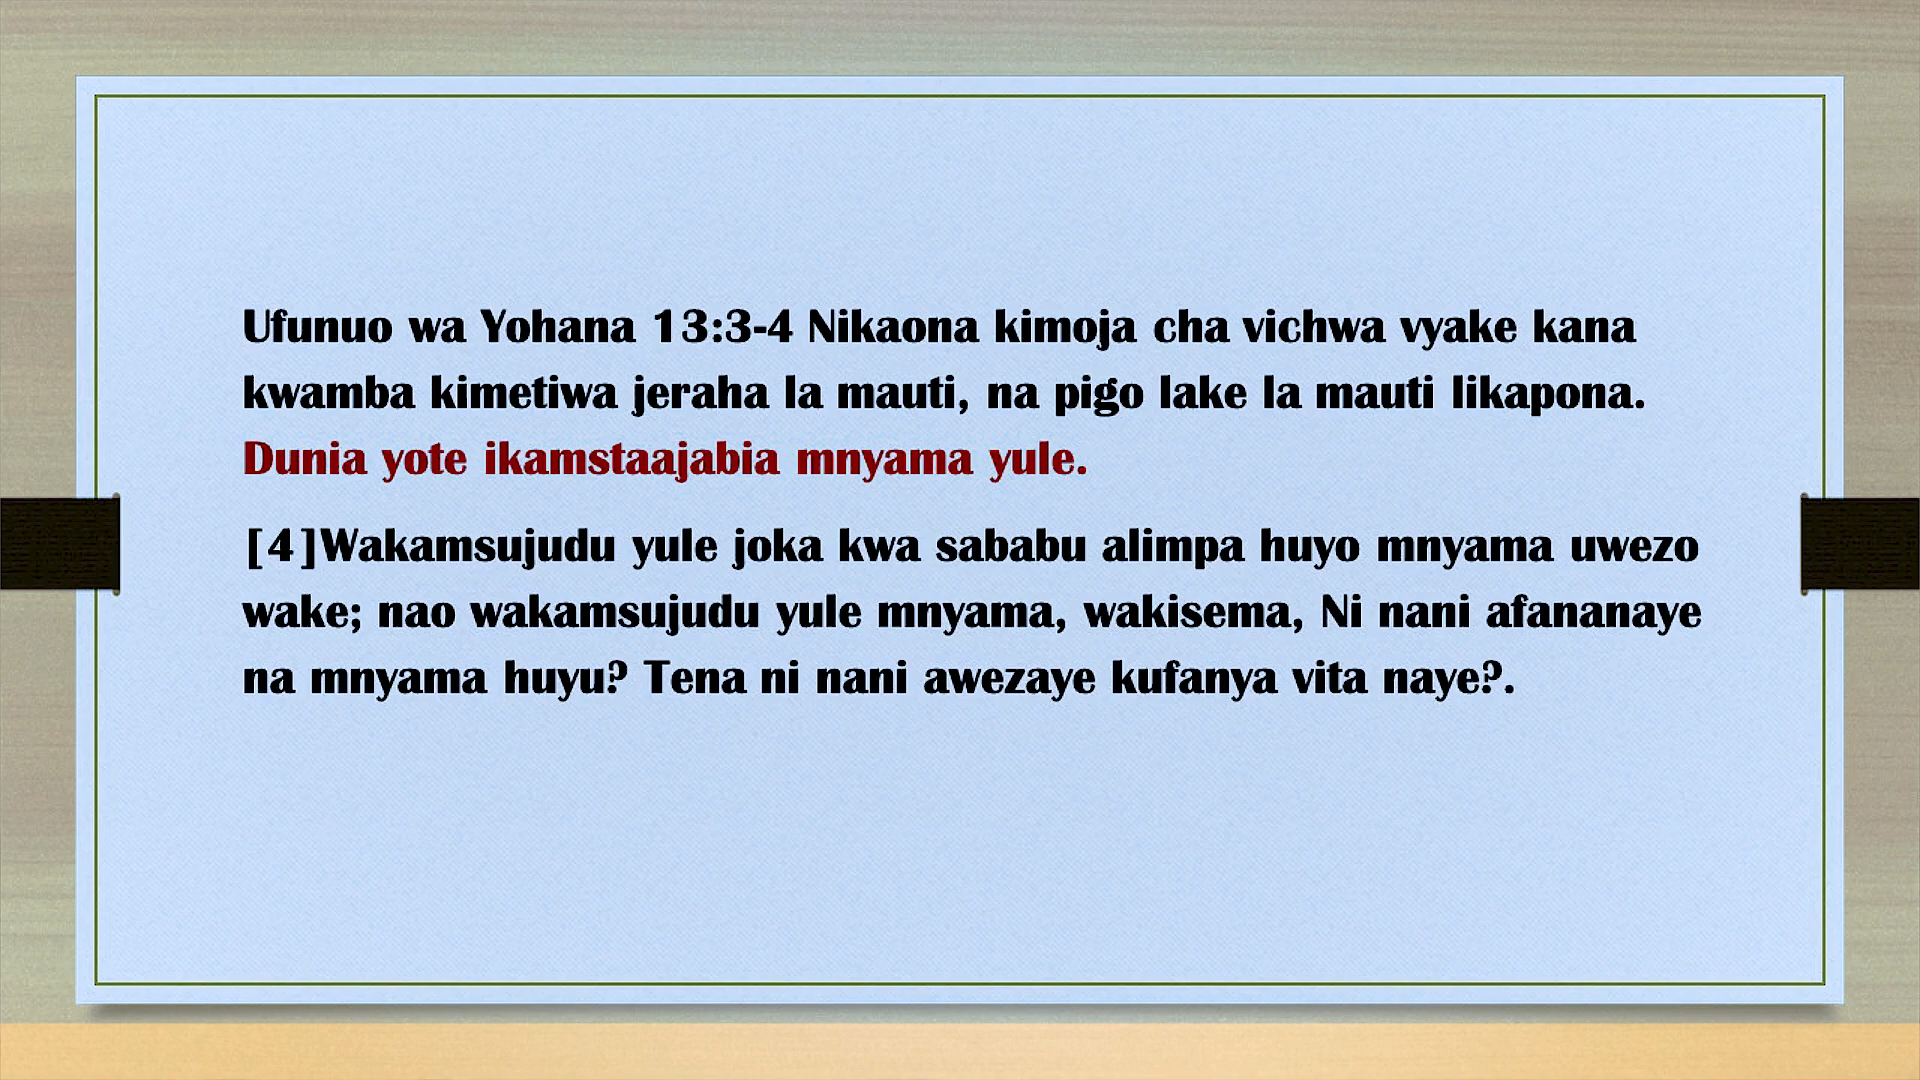 Ufunuo wa Yohana 13:3-4 Nikaona kimoja cha vichwa vyake kana
kwamba kimetiwa jeraha la mauti, na pigo lake la mauti likapona.
Dunia yote ikamstaajabia mnyama yule.
[4]Wakamsujudu yule joka kwa sababu alimpa huyo mnyama uwezo
wake; nao wakamsujudu yule mnyama, wakisema, Ni nani afananaye
na mnyama huyu? Tena ni nani awezaye kufanya vita naye?.